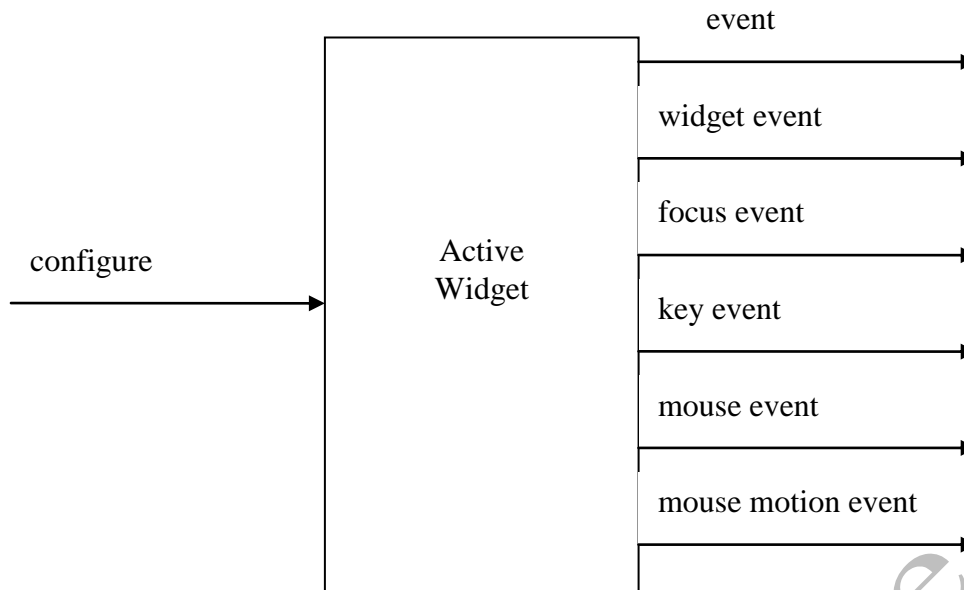 event
widget event
focus event
configure
Active
Widget
key event
mouse event
mouse motion event